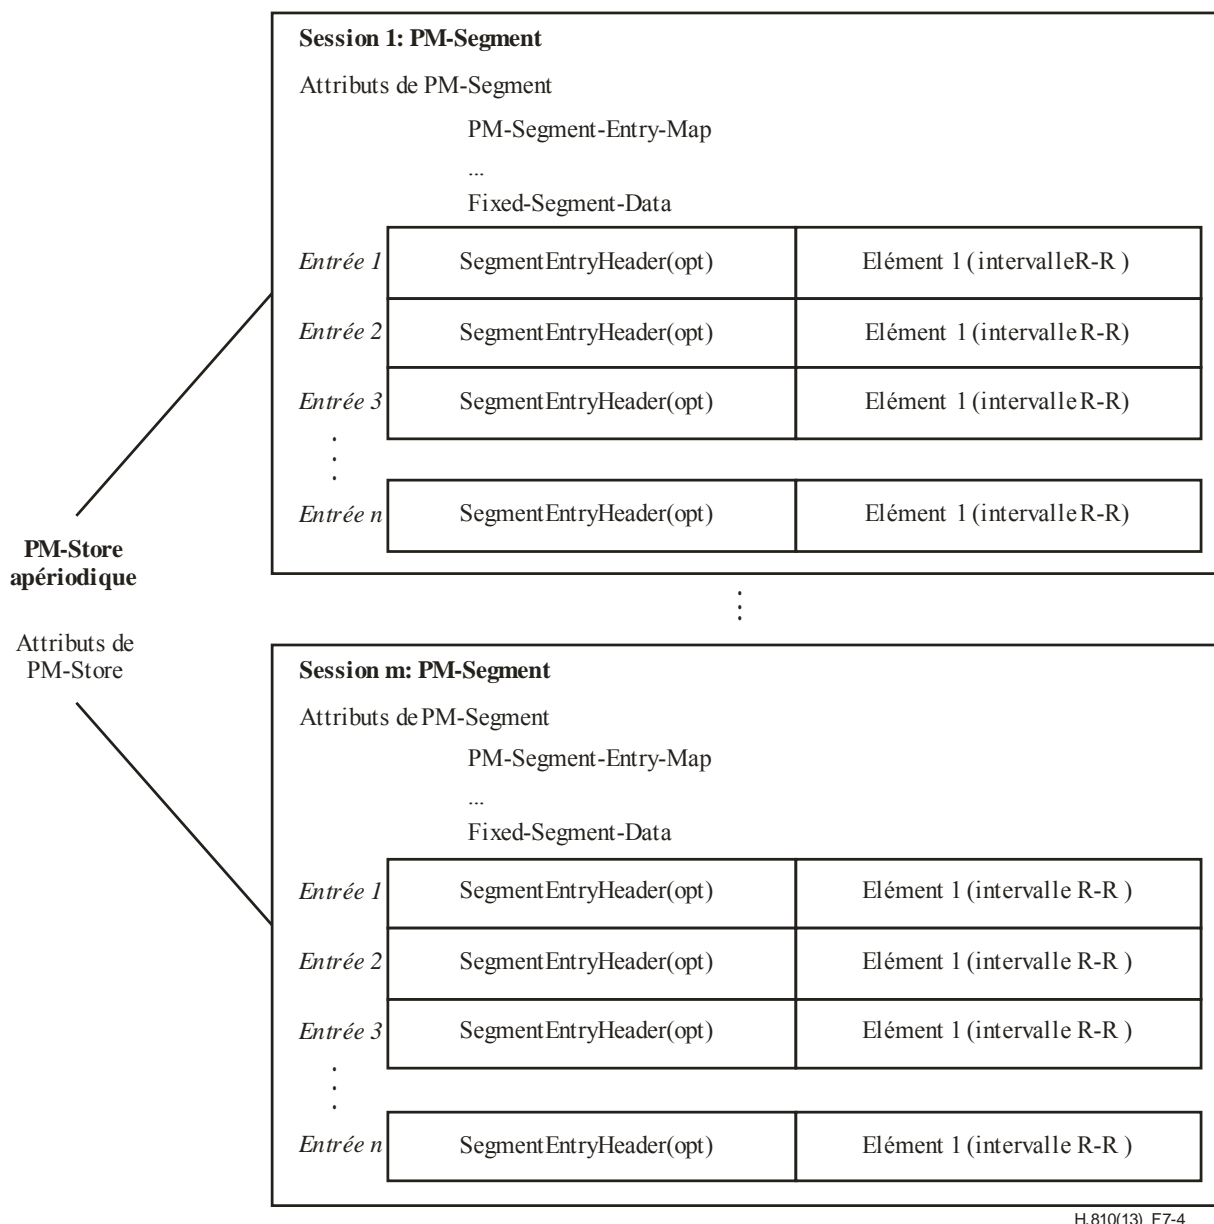 Session 1: PM-Segment
Attributs de PM-Segment
PM-Segment-Entry-Map
...
Fixed-Segment-Data
Entrée 1 SegmentEntryHeader(opt) Elément 1 (intervalleR-R )
Entrée 2 SegmentEntryHeader(opt) Elément 1 (intervalle R-R)
Entrée 3 SegmentEntryHeader(opt) Elément 1 (intervalle R-R)
Entrée n SegmentEntryHeader(opt) Elément 1 (intervalle R-R)
PM-Store
apériodique
Attributs de
PM-Store
Session m: PM-Segment
Attributs de PM-Segment
PM-Segment-Entry-Map
...
Fixed-Segment-Data
Entrée 1 SegmentEntryHeader(opt) Elément 1 (intervalle R-R )
Entrée 2 SegmentEntryHeader(opt) Elément 1 (intervalle R-R )
Entrée 3 SegmentEntryHeader(opt) Elément 1 (intervalle R-R )
Entrée n SegmentEntryHeader(opt) Elément 1 (intervalle R-R )
H.810(13)_F7-4